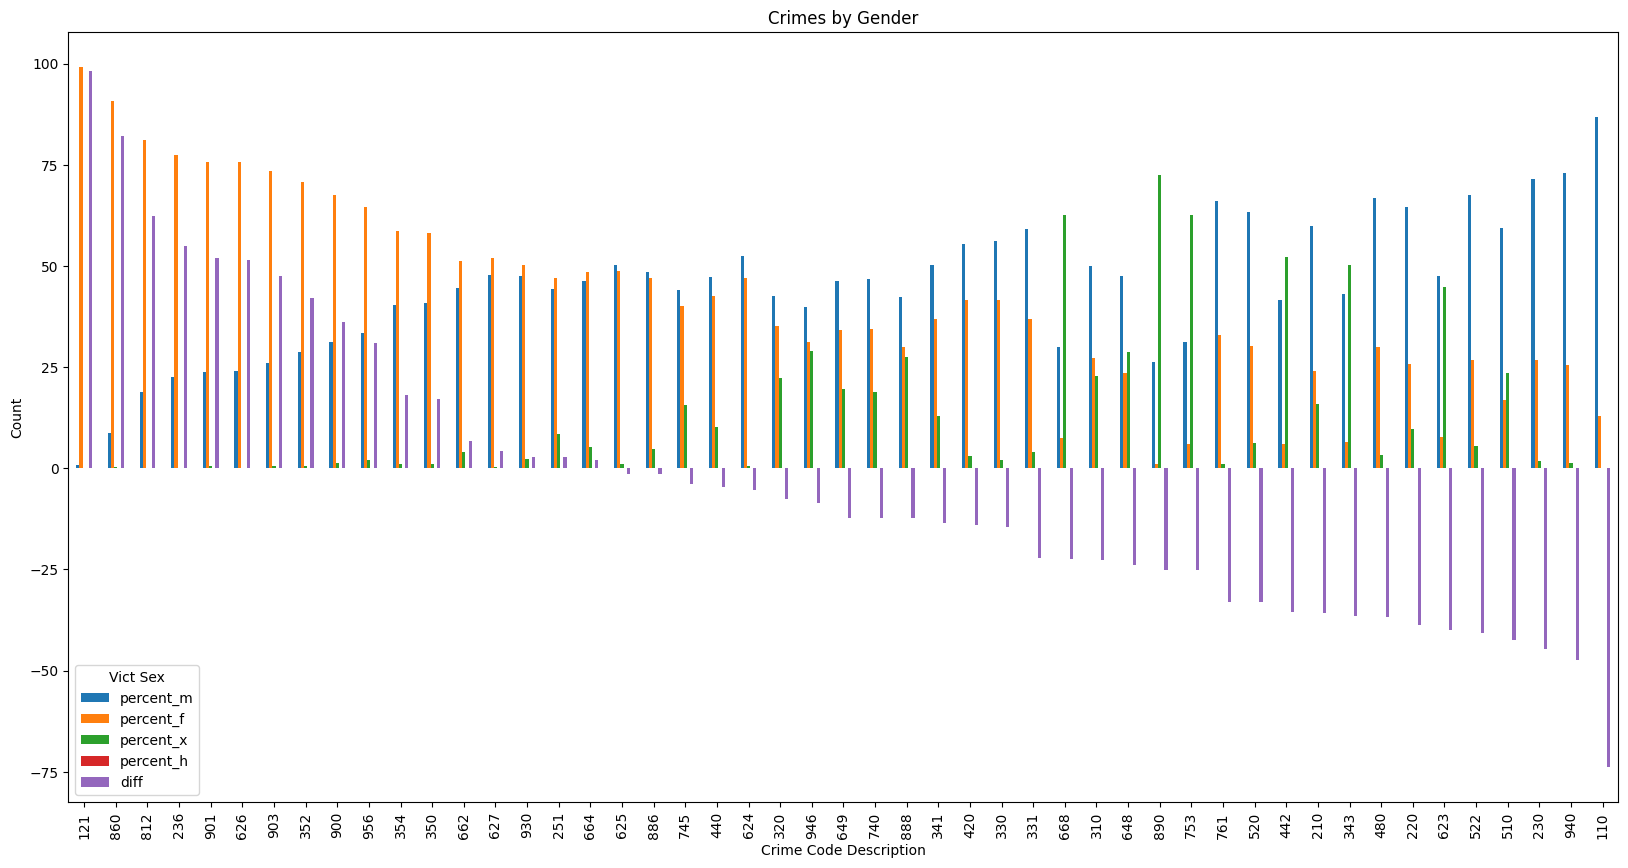 Crimes by Gender
Count
100
75
50
25
0
−25
−50
−75
Vict Sex
percent_m
percent_f
percent_x
percent_h
diff
121 860 812 236 901 626 903 352 900 956 354 350 662 627 930 251 664 625 886 745 440 624 320 946 649 740 888 341 420 330 331 668 310 648 890 753 761 520 442 210 343 480 220 623 522 510 230 940 110
Crime Code Description